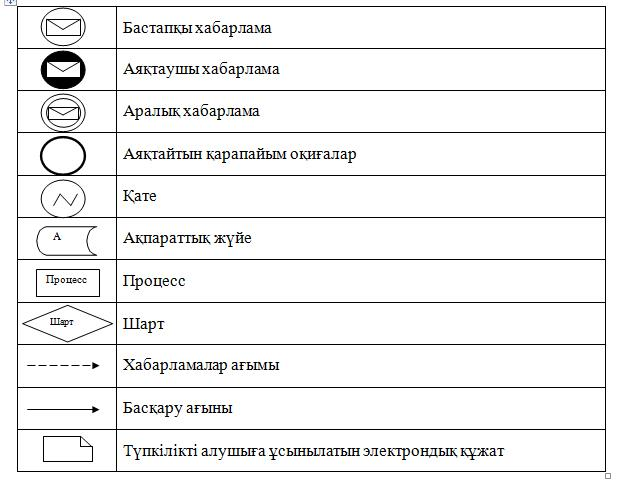 Бастапқы хабарлама
Аяқтаушы хабарлама
Аралық хабарлама
Аяқтайтын қарапайым оқиғалар
Қате
А
Ақпараттық жүйе
Процесс
Процесс
Шарт
Шарт
Хабарламалар ағымы
Басқару ағыны
Түпкілікті алушыға ұсынылатын электрондық құжат